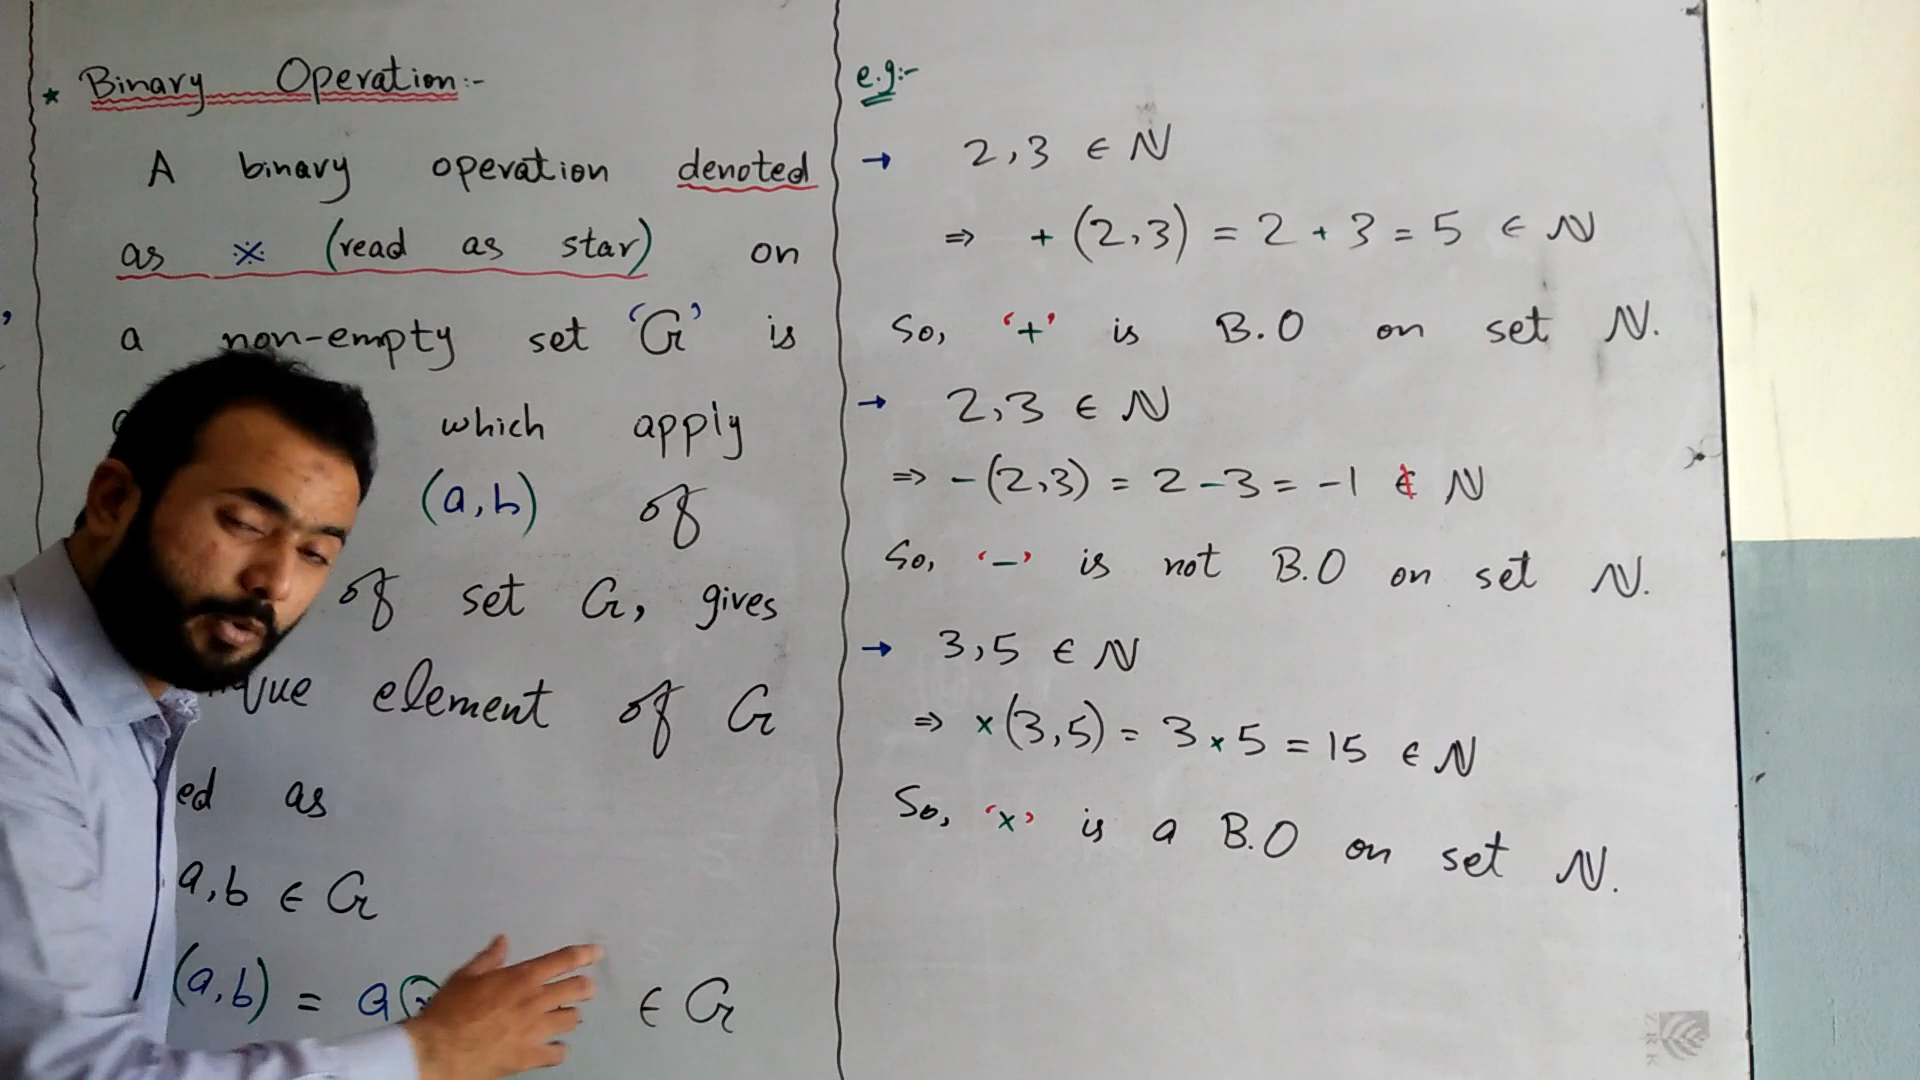 * Binary Operation:-
A binary operation denoted
as ※ (read as star) on
a non-empty set ‘G’ is
which apply
(a,b) of
of set G, gives
que element of G
ed as
a,b ∈ G
(a,b) = a ∈ G
e.g:-
→ 2,3 ∈ N
⇒ + (2,3) = 2 + 3 = 5 ∈ N
So, ‘+’ is B.O on set N.
→ 2,3 ∈ N
⇒ -(2,3) = 2 - 3 = -1 ∉ N
So, ‘-’ is not B.O on set N.
→ 3,5 ∈ N
⇒ ×(3,5) = 3 × 5 = 15 ∈ N
So, ‘×’ is a B.O on set N.
ZRK